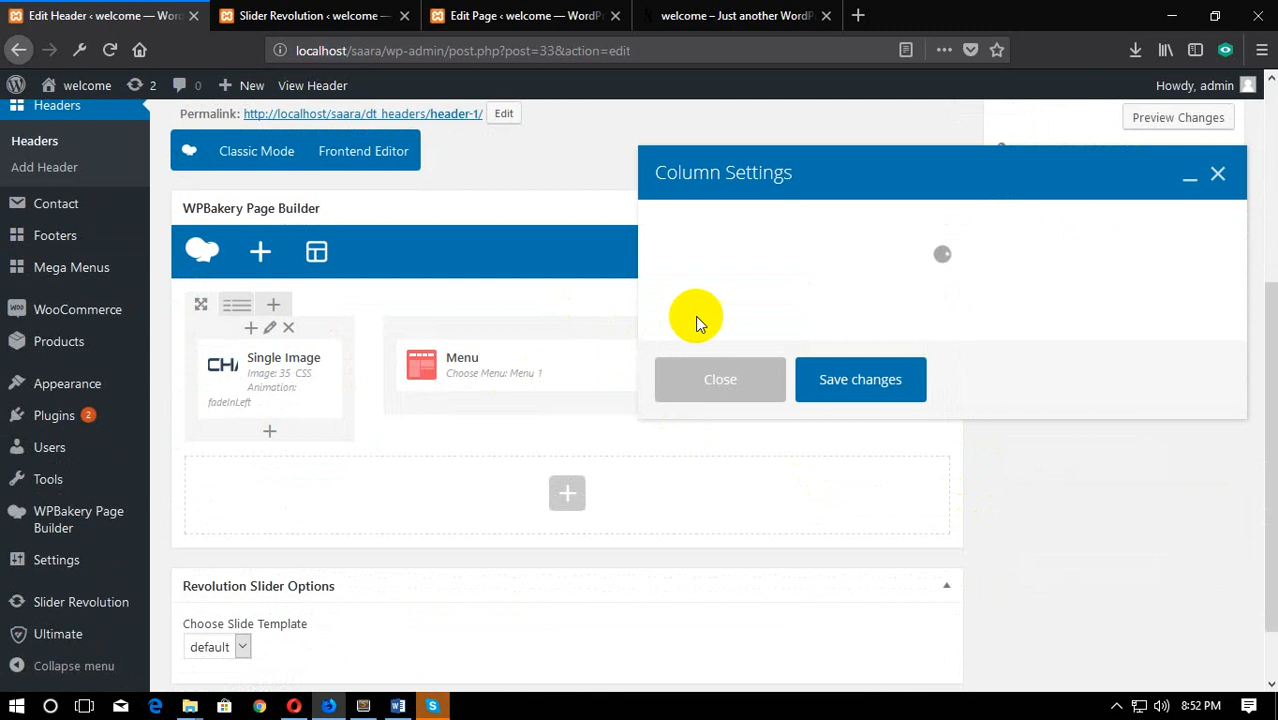 Edit Header ‹ welcome — Wor
Slider Revolution ‹ welcome —
Edit Page ‹ welcome — WordPr
welcome – Just another WordP
localhost/saara/wp-admin/post.php?post=33&action=edit
welcome
2
0
New
View Header
Howdy, admin
Headers
Headers
Add Header
Contact
Footers
Mega Menus
WooCommerce
Products
Appearance
Plugins 2
Users
Tools
WPBakery Page
Builder
Settings
Slider Revolution
Ultimate
Collapse menu
Permalink: http://localhost/saara/dt_headers/header-1/ Edit
Preview Changes
Classic Mode
Frontend Editor
WPBakery Page Builder
Column Settings
Close
Save changes
CHA
Single Image
Image: 35 CSS
Animation:
fadeInLeft
Menu
Choose Menu: Menu 1
Revolution Slider Options
Choose Slide Template
default
8:52 PM